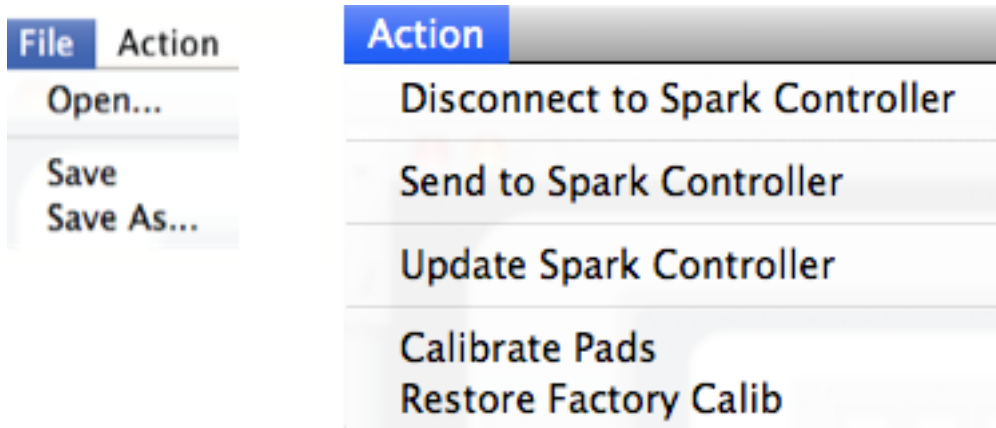 File Action
Open...
Save
Save As...
Action
Disconnect to Spark Controller
Send to Spark Controller
Update Spark Controller
Calibrate Pads
Restore Factory Calib